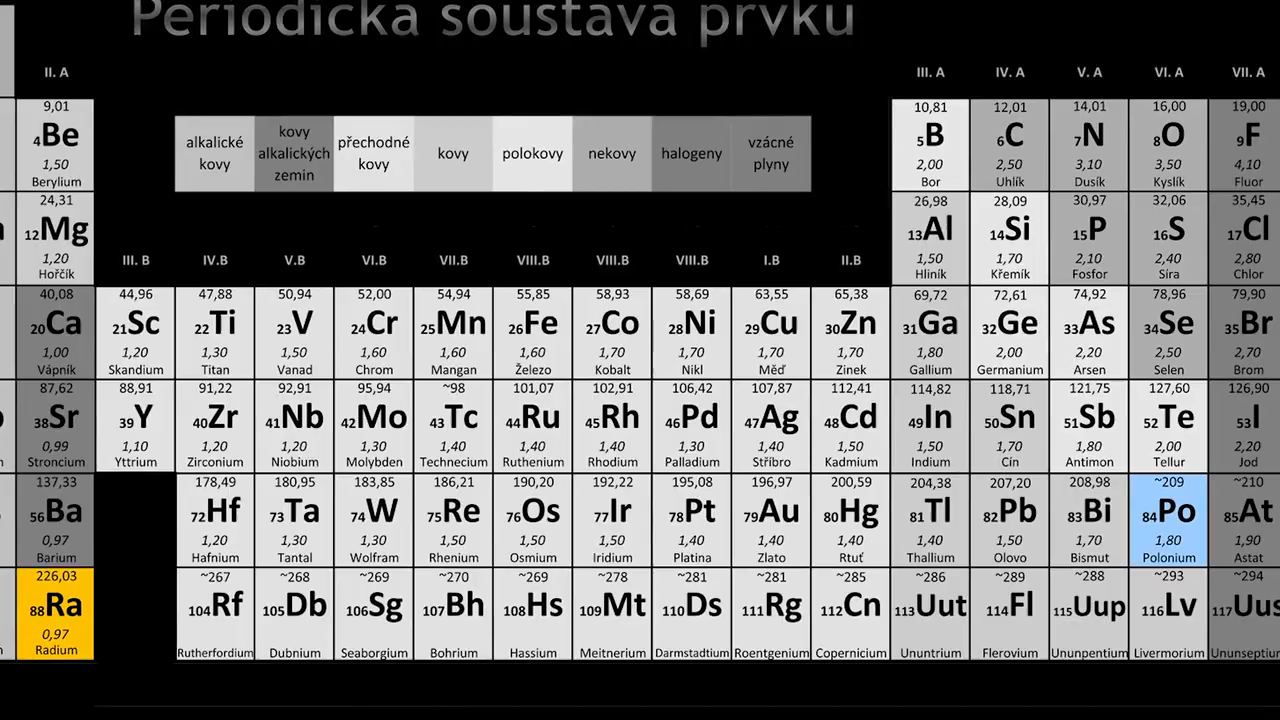 Periodicka soustava prvku
II. A III. A IV. A V. A VI. A VII. A
alkalické kovy
kovy alkalických zemin
přechodné kovy
kovy
polokovy
nekovy
halogeny
vzácné plyny
9,01 10,81 12,01 14,01 16,00 19,00
4Be 5B 6C 7N 8O 9F
1,50 2,00 2,50 3,10 3,50 4,10
Berylium Bor Uhlík Dusík Kyslík Fluor
24,31 26,98 28,09 30,97 32,06 35,45
12Mg 13Al 14Si 15P 16S 17Cl
1,20 1,50 1,70 2,10 2,40 2,80
Hořčík Hliník Křemík Fosfor Síra Chlor
III. B IV.B V.B VI.B VII.B VIII.B VIII.B VIII.B I.B II.B
40,08 44,96 47,88 50,94 52,00 54,94 55,85 58,93 58,69 63,55 65,38 69,72 72,61 74,92 78,96 79,90
20Ca 21Sc 22Ti 23V 24Cr 25Mn 26Fe 27Co 28Ni 29Cu 30Zn 31Ga 32Ge 33As 34Se 35Br
1,00 1,20 1,30 1,50 1,60 1,60 1,60 1,70 1,70 1,70 1,70 1,80 2,00 2,20 2,50 2,70
Vápník Skandium Titan Vanad Chrom Mangan Železo Kobalt Nikl Měď Zinek Gallium Germanium Arsen Selen Brom
87,62 88,91 91,22 92,91 95,94 ~98 101,07 102,91 106,42 107,87 112,41 114,82 118,71 121,75 127,60 126,90
38Sr 39Y 40Zr 41Nb 42Mo 43Tc 44Ru 45Rh 46Pd 47Ag 48Cd 49In 50Sn 51Sb 52Te 53I
0,99 1,10 1,20 1,20 1,30 1,40 1,40 1,40 1,30 1,40 1,50 1,50 1,70 1,80 2,00 2,20
Stroncium Yttrium Zirconium Niobium Molybden Technecium Ruthenium Rhodium Palladium Stříbro Kadmium Indium Cín Antimon Tellur Jod
137,33 178,49 180,95 183,85 186,21 190,20 192,22 195,08 196,97 200,59 204,38 207,20 208,98 ~209 ~210
56Ba 72Hf 73Ta 74W 75Re 76Os 77Ir 78Pt 79Au 80Hg 81Tl 82Pb 83Bi 84Po 85At
0,97 1,20 1,30 1,40 1,50 1,50 1,50 1,40 1,40 1,40 1,40 1,50 1,70 1,80 1,90
Barium Hafnium Tantal Wolfram Rhenium Osmium Iridium Platina Zlato Rtuť Thallium Olovo Bismut Polonium Astat
226,03 ~267 ~268 ~269 ~270 ~269 ~278 ~281 ~281 ~285 ~286 ~289 ~288 ~293 ~294
88Ra 104Rf 105Db 106Sg 107Bh 108Hs 109Mt 110Ds 111Rg 112Cn 113Uut 114Fl 115Uup 116Lv 117Uus
0,97
Radium Rutherfordium Dubnium Seaborgium Bohrium Hassium Meitnerium Darmstadtium Roentgenium Copernicium Ununtrium Flerovium Ununpentium Livermorium Ununseptium